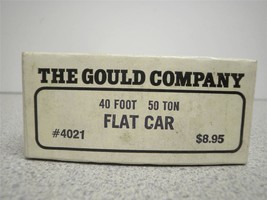 THE GOULD COMPANY
40 FOOT 50 TON
FLAT CAR
#4021 $8.95